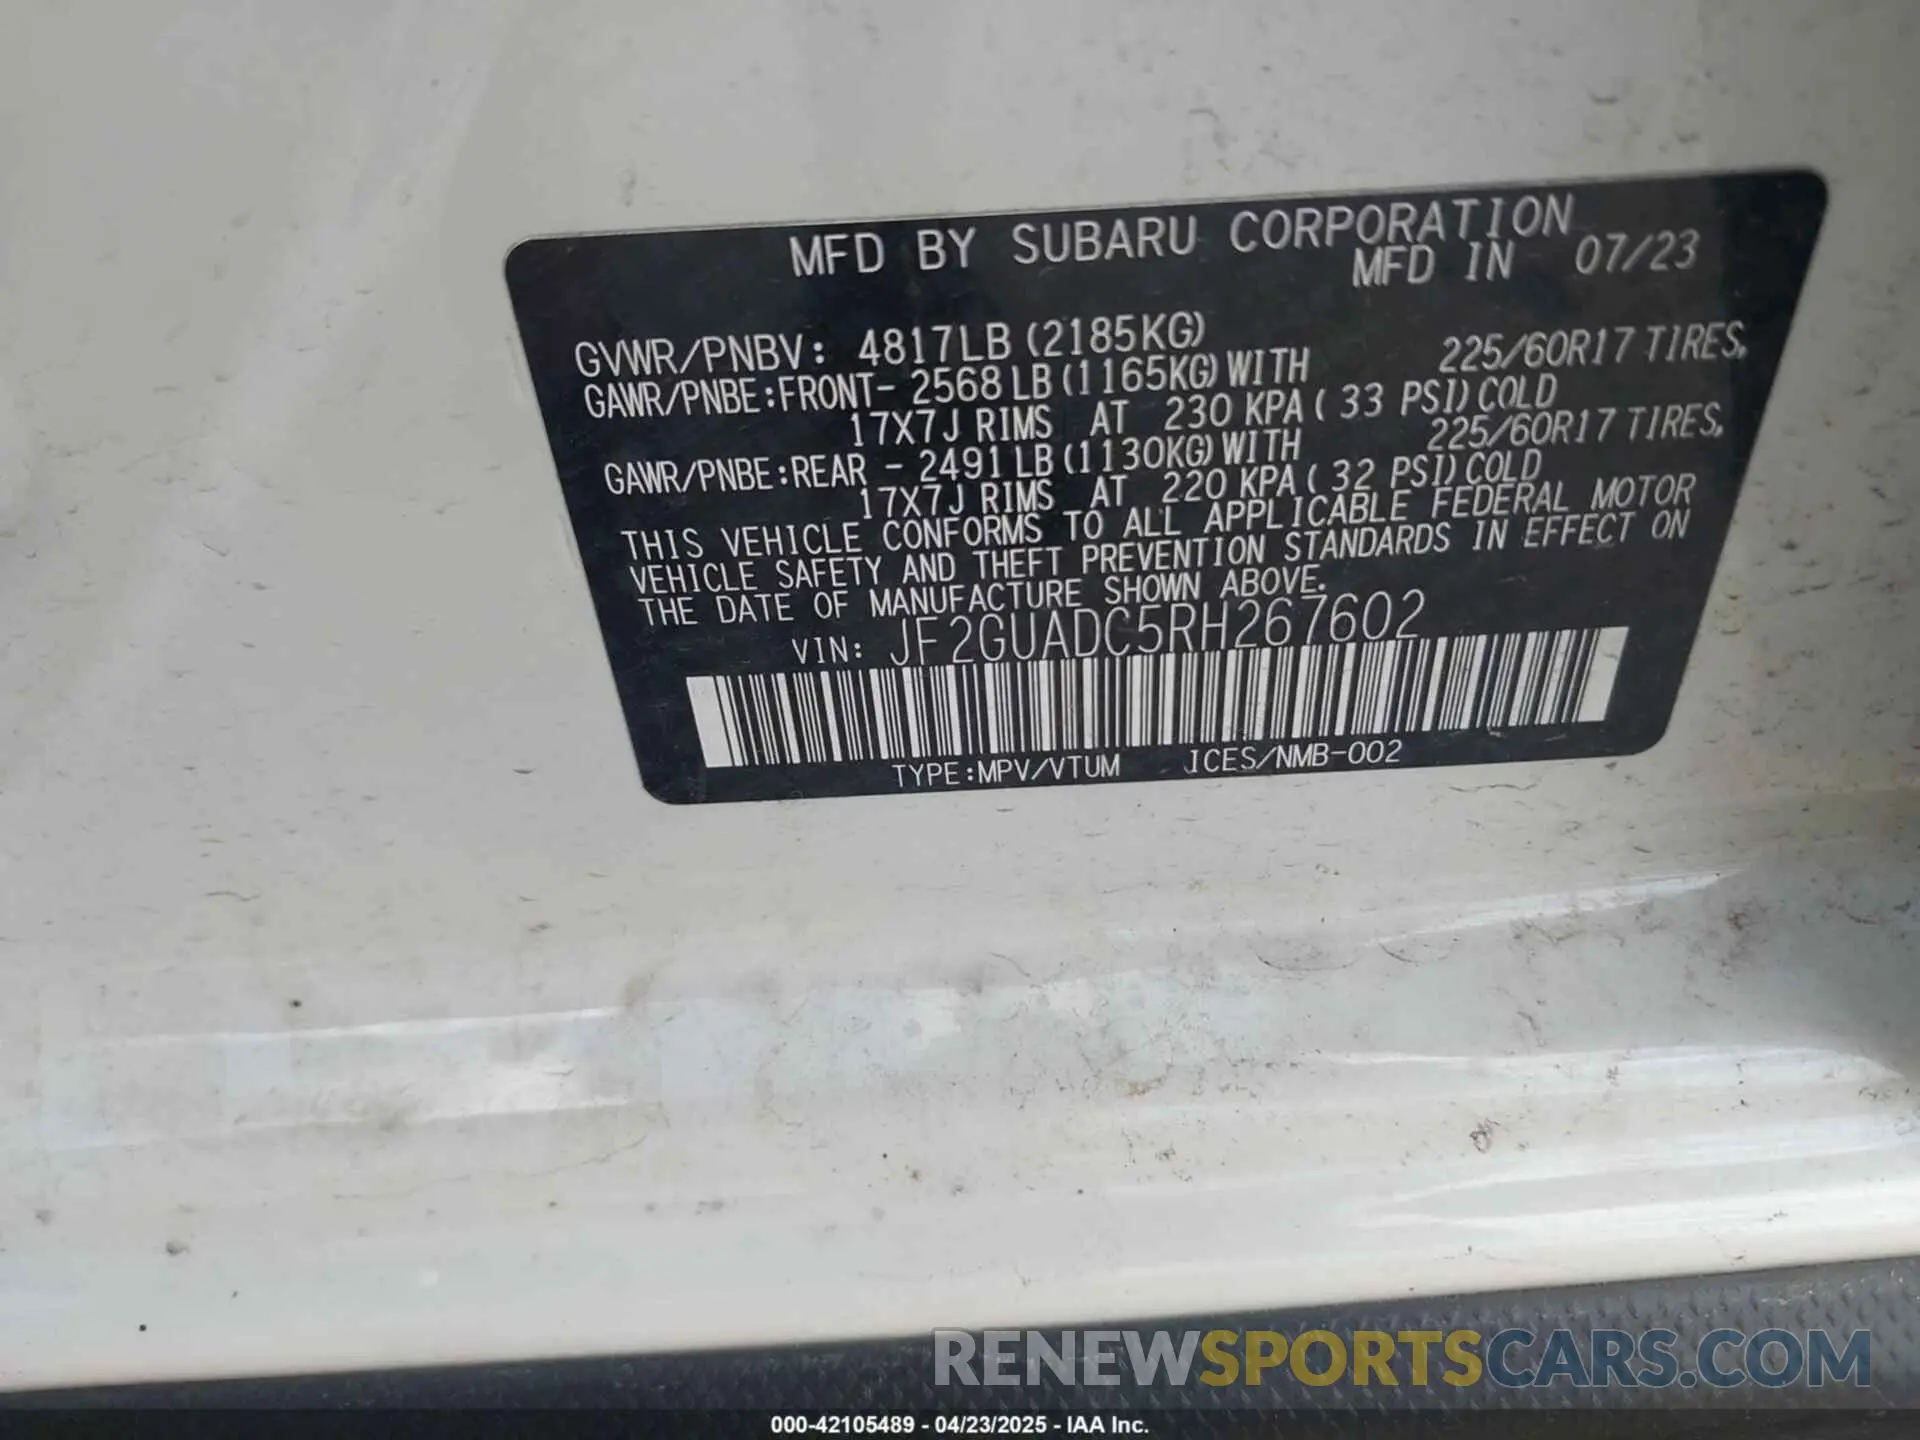 MFD BY SUBARU CORPORATION
MFD IN 07/23
GVWR/PNBV: 4817LB (2185KG)
GAWR/PNBE:FRONT- 2568 LB (1165KG) WITH 225/60R17 TIRES,
17X7J RIMS AT 230 KPA ( 33 PSI) COLD
GAWR/PNBE:REAR - 2491 LB (1130KG) WITH 225/60R17 TIRES,
17X7J RIMS AT 220 KPA ( 32 PSI) COLD
THIS VEHICLE CONFORMS TO ALL APPLICABLE FEDERAL MOTOR
VEHICLE SAFETY AND THEFT PREVENTION STANDARDS IN EFFECT ON
THE DATE OF MANUFACTURE SHOWN ABOVE.
VIN: JF2GUADC5RH267602
TYPE:MPV/VTUM ICES/NMB-002
RENEWSPORTSCARS.COM
000-42105489 - 04/23/2025 - IAA Inc.